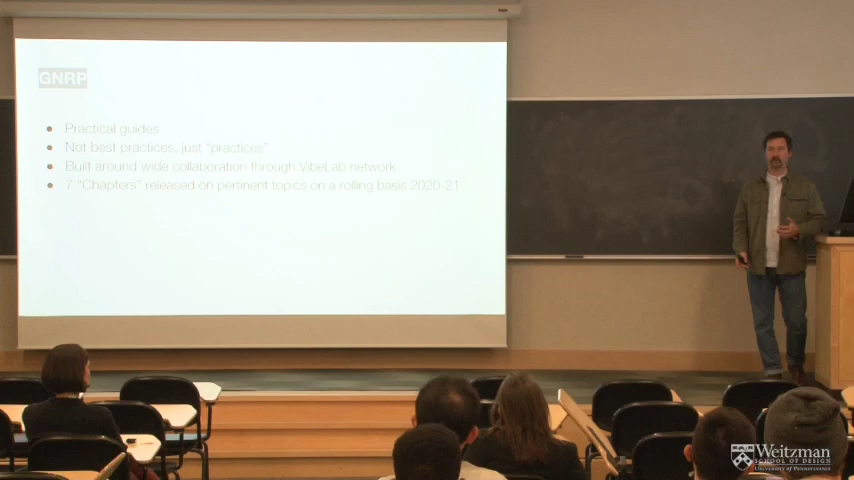 GNRP
Practical guides
Not best practices, just “practices”
Built around wide collaboration through VibeLab network
7 “Chapters” released on pertinent topics on a rolling basis 2020-21
Weitzman
SCHOOL OF DESIGN
UNIVERSITY of PENNSYLVANIA